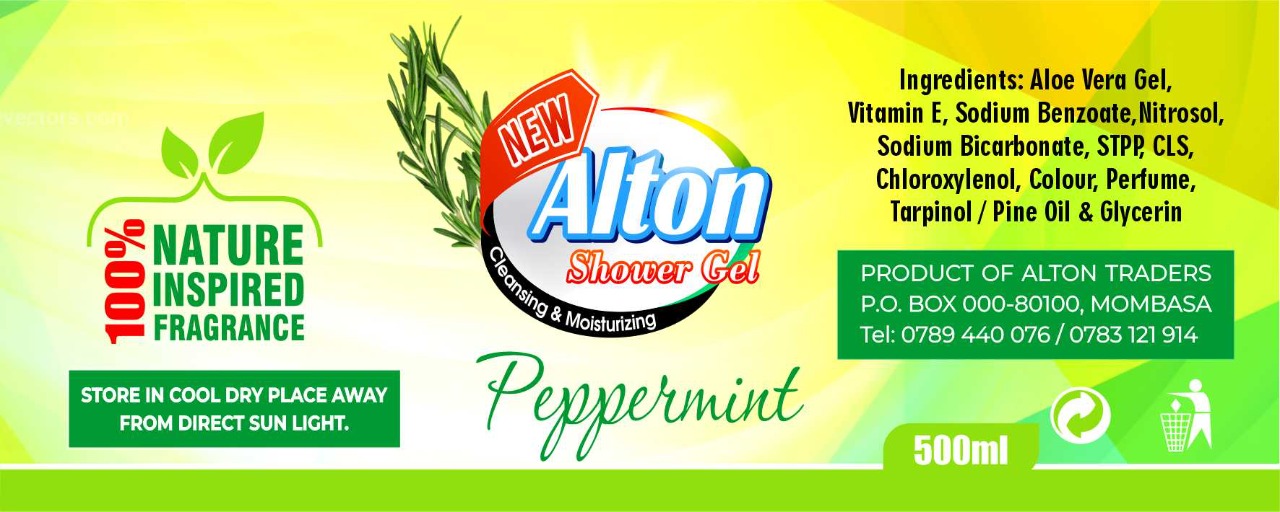 vectors.com
100%
NATURE
INSPIRED
FRAGRANCE
STORE IN COOL DRY PLACE AWAY
FROM DIRECT SUN LIGHT.
NEW
Alton
Shower Gel
Cleansing & Moisturizing
Peppermint
Ingredients: Aloe Vera Gel,
Vitamin E, Sodium Benzoate,Nitrosol,
Sodium Bicarbonate, STPP, CLS,
Chloroxylenol, Colour, Perfume,
Tarpinol / Pine Oil & Glycerin
PRODUCT OF ALTON TRADERS
P.O. BOX 000-80100, MOMBASA
Tel: 0789 440 076 / 0783 121 914
500ml